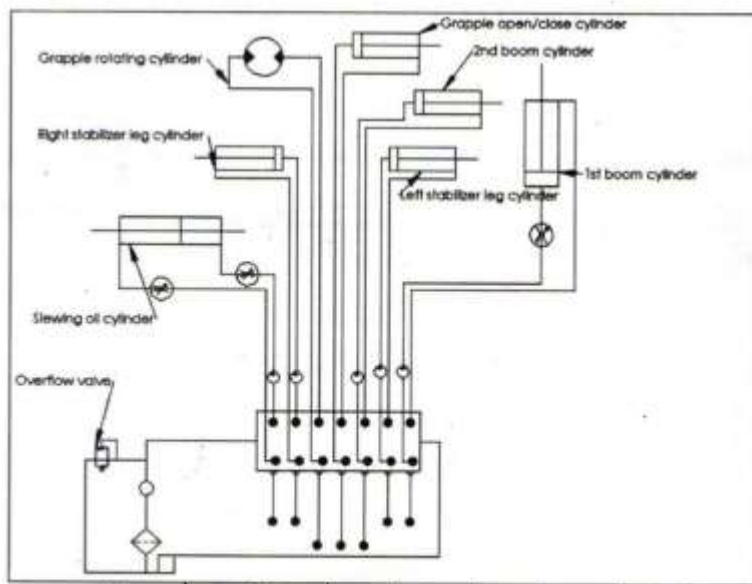 Grapple open/close cylinder
2nd boom cylinder
Grapple rotating cylinder
Right stabilizer leg cylinder
1st boom cylinder
Left stabilizer leg cylinder
Slewing oil cylinder
Overflow valve